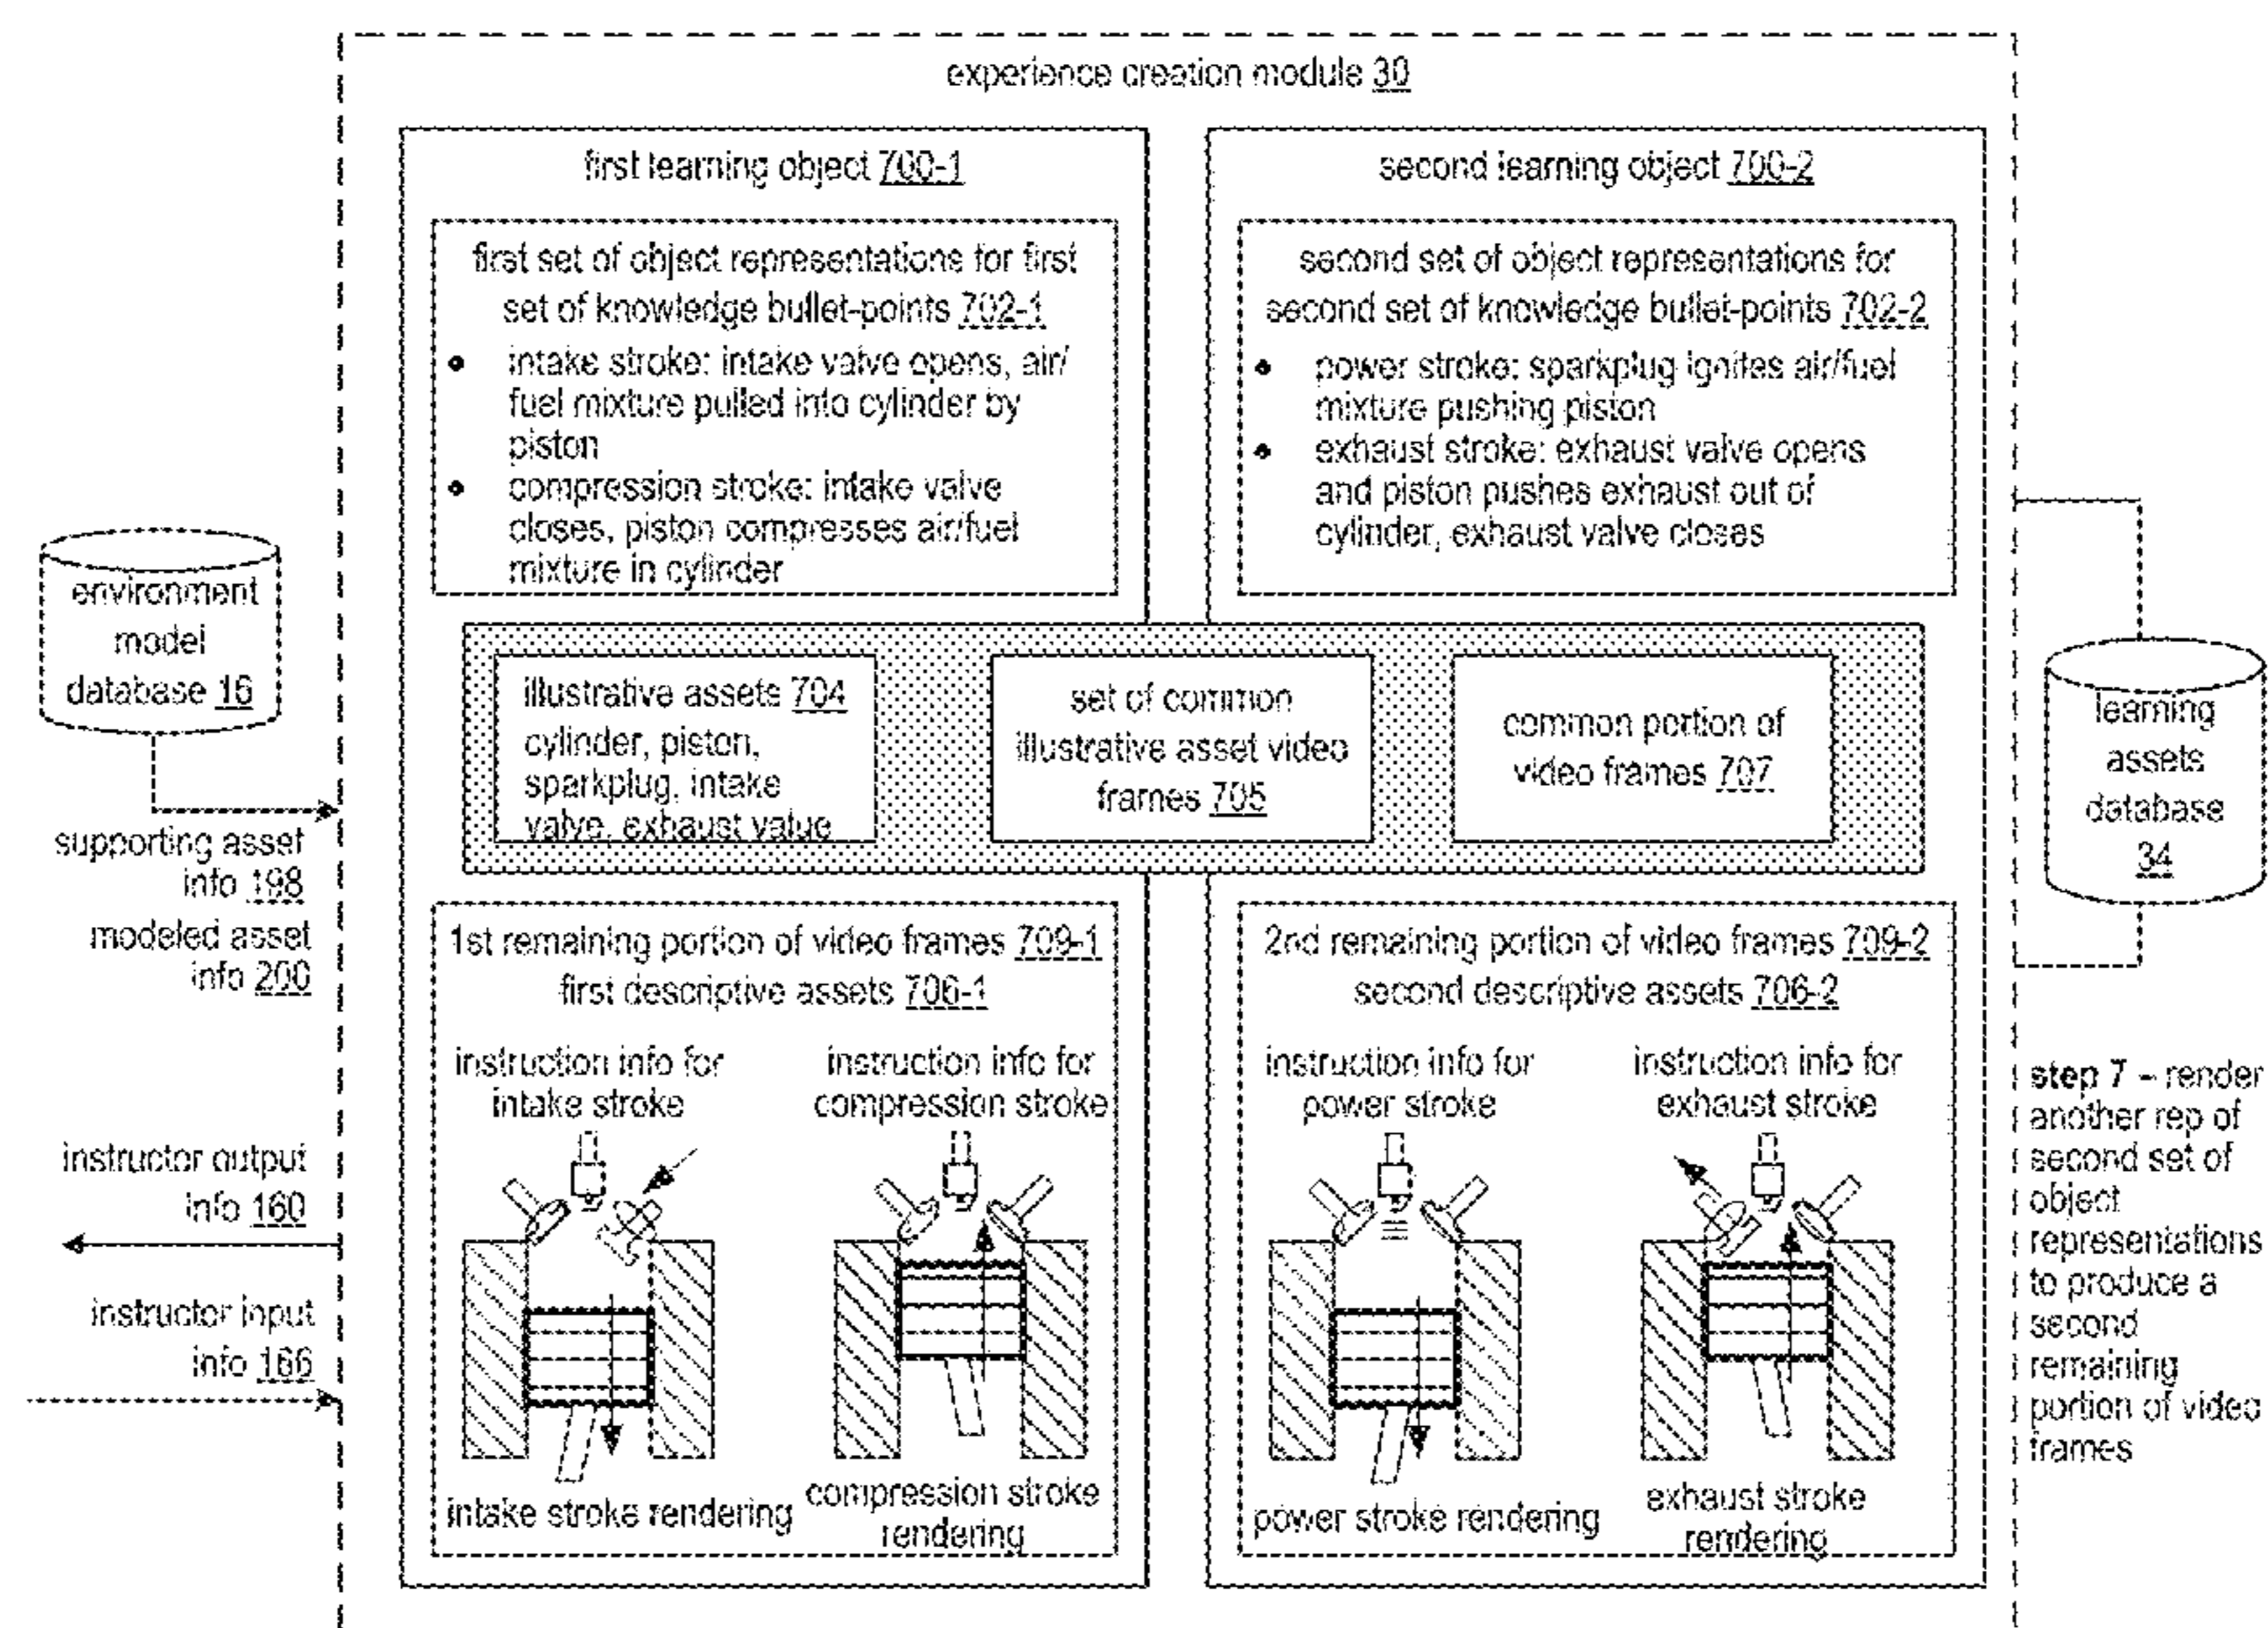 experience creation module 30
first learning object 700-1
first set of object representations for first
set of knowledge bullet-points 702-1
• intake stroke: intake valve opens, air/
fuel mixture pulled into cylinder by
piston
• compression stroke: intake valve
closes, piston compresses air/fuel
mixture in cylinder
second learning object 700-2
second set of object representations for
second set of knowledge bullet-points 702-2
• power stroke: sparkplug ignites air/fuel
mixture pushing piston
• exhaust stroke: exhaust valve opens
and piston pushes exhaust out of
cylinder, exhaust valve closes
environment
model
database 16
supporting asset
info 198
modeled asset
info 200
instructor output
info 160
instructor input
info 166
illustrative assets 704
cylinder, piston,
sparkplug, intake
valve, exhaust value
set of common
illustrative asset video
frames 705
common portion of
video frames 707
learning
assets
database
34
1st remaining portion of video frames 709-1
first descriptive assets 706-1
instruction info for
intake stroke
instruction info for
compression stroke
intake stroke rendering
compression stroke
rendering
2nd remaining portion of video frames 709-2
second descriptive assets 706-2
instruction info for
power stroke
instruction info for
exhaust stroke
power stroke rendering
exhaust stroke
rendering
step 7 – render
another rep of
second set of
object
representations
to produce a
second
remaining
portion of video
frames